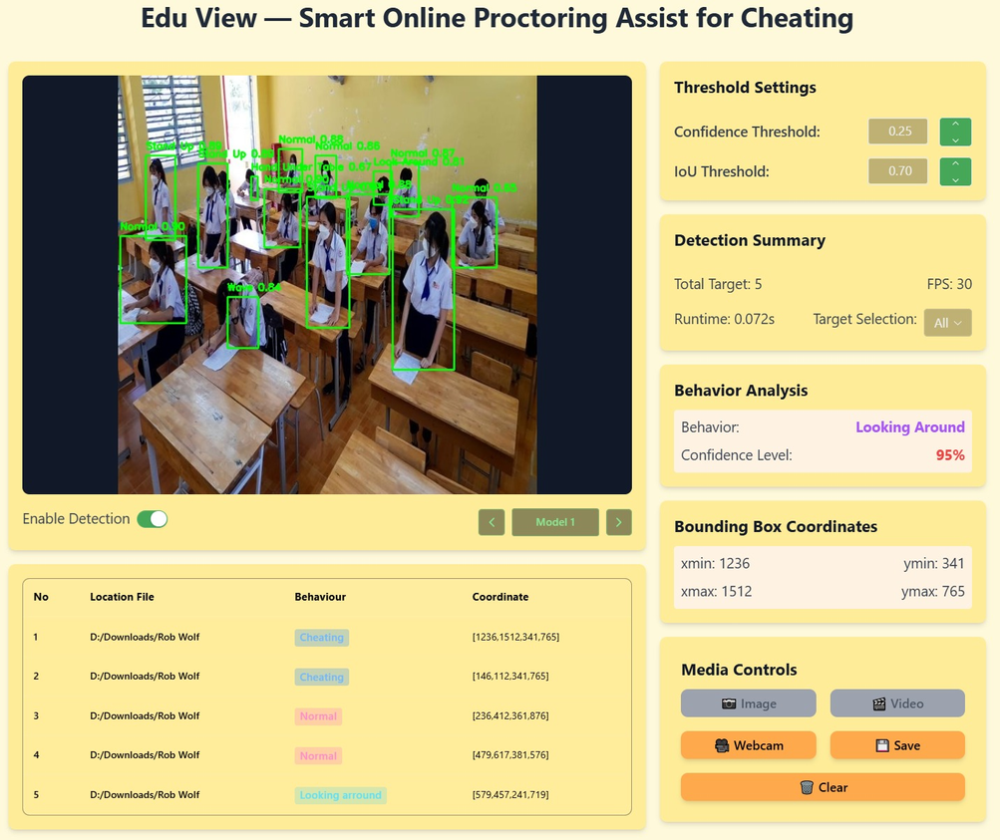 Edu View — Smart Online Proctoring Assist for Cheating
Normal 0.88
Stand Up
Stand Up
Normal 0.86
Normal 0.87
Look Around 0.81
Hand Under Table 0.67
Normal 0.85
Stand Up
Normal 0.90
Wave 0.84
Enable Detection
Model 1
No Location File Behaviour Coordinate
1 D:/Downloads/Rob Wolf Cheating [1236,1512,341,765]
2 D:/Downloads/Rob Wolf Cheating [146,112,341,765]
3 D:/Downloads/Rob Wolf Normal [236,412,361,876]
4 D:/Downloads/Rob Wolf Normal [479,617,381,576]
5 D:/Downloads/Rob Wolf Looking arround [579,457,241,719]
Threshold Settings
Confidence Threshold: 0.25
IoU Threshold: 0.70
Detection Summary
Total Target: 5 FPS: 30
Runtime: 0.072s Target Selection: All
Behavior Analysis
Behavior: Looking Around
Confidence Level: 95%
Bounding Box Coordinates
xmin: 1236 ymin: 341
xmax: 1512 ymax: 765
Media Controls
Image Video
Webcam Save
Clear